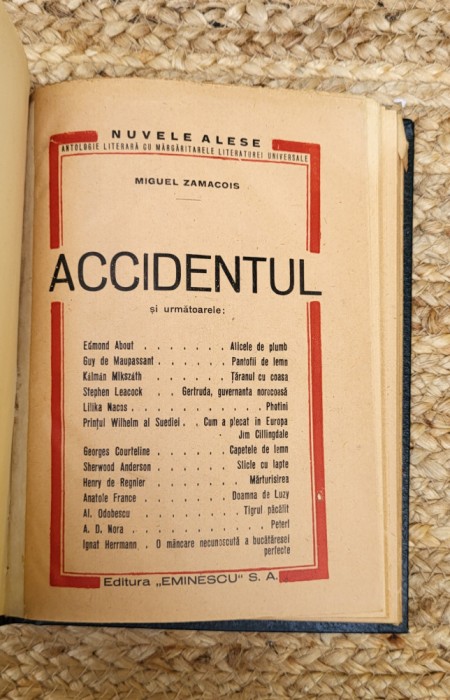 NUVELE ALESE
ANTOLOGIE LITERARĂ CU MĂRGĂRITARELE LITERATUREI UNIVERSALE
MIGUEL ZAMACOIS
ACCIDENTUL
și următoarele:
Edmond About . . . . . . . Alicele de plumb
Guy de Maupassant . . . . . . Pantofii de lemn
Kálmán Mikszáth . . . . . . Țăranul cu coasa
Stephen Leacock . . Gertruda, guvernanta norocoasă
Lilika Nacos . . . . . . . . . . . Photini
Prințul Wilhelm al Suediei . . Cum a plecat in Europa
Jim Cillingdale
Georges Courteline . . . . . Capetele de lemn
Sherwood Anderson . . . . . Sticle cu lapte
Henry de Regnier . . . . . . . Mărturisirea
Anatole France . . . . . . Doamna de Luzy
Al. Odobescu . . . . . . . . Tigrul păcălit
A. D. Nora . . . . . . . . . . . Peteri
Ignat Herrmann . O mâncare necunoscută a bucătăresei
perfecte
Editura „EMINESCU" S. A.